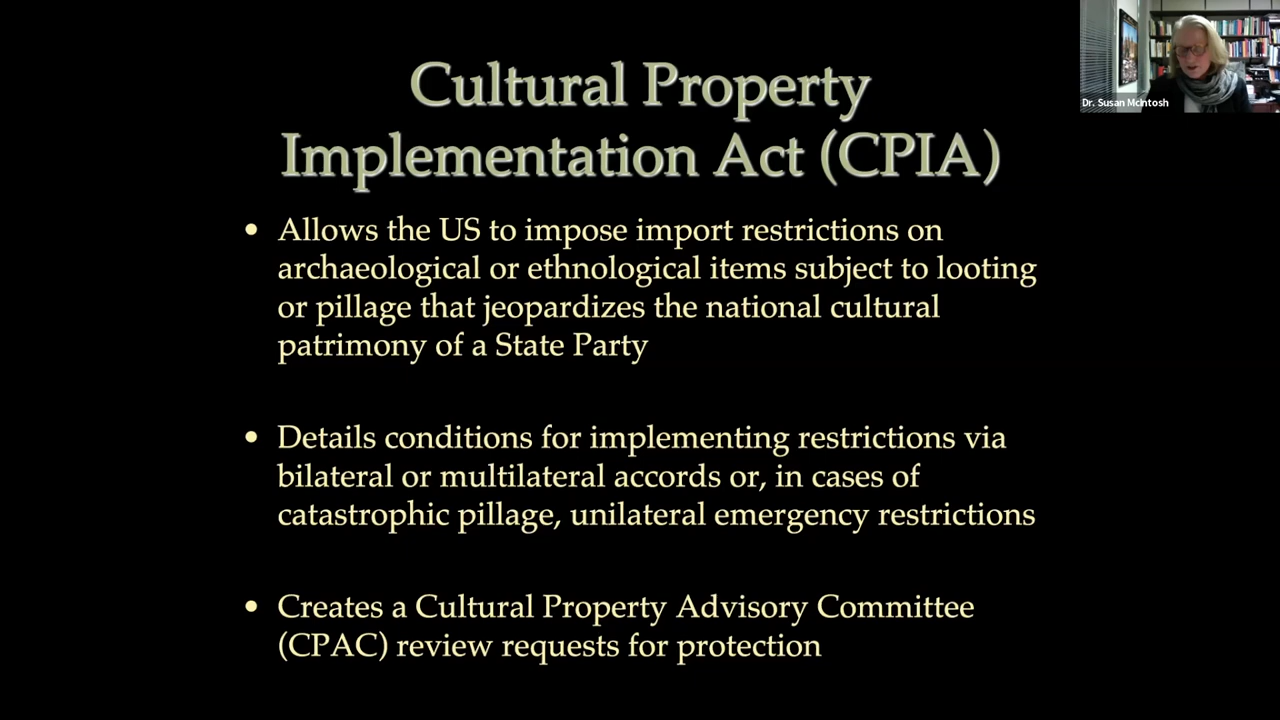 Cultural Property
Implementation Act (CPIA)
• Allows the US to impose import restrictions on
archaeological or ethnological items subject to looting
or pillage that jeopardizes the national cultural
patrimony of a State Party
• Details conditions for implementing restrictions via
bilateral or multilateral accords or, in cases of
catastrophic pillage, unilateral emergency restrictions
• Creates a Cultural Property Advisory Committee
(CPAC) review requests for protection
Dr. Susan McIntosh